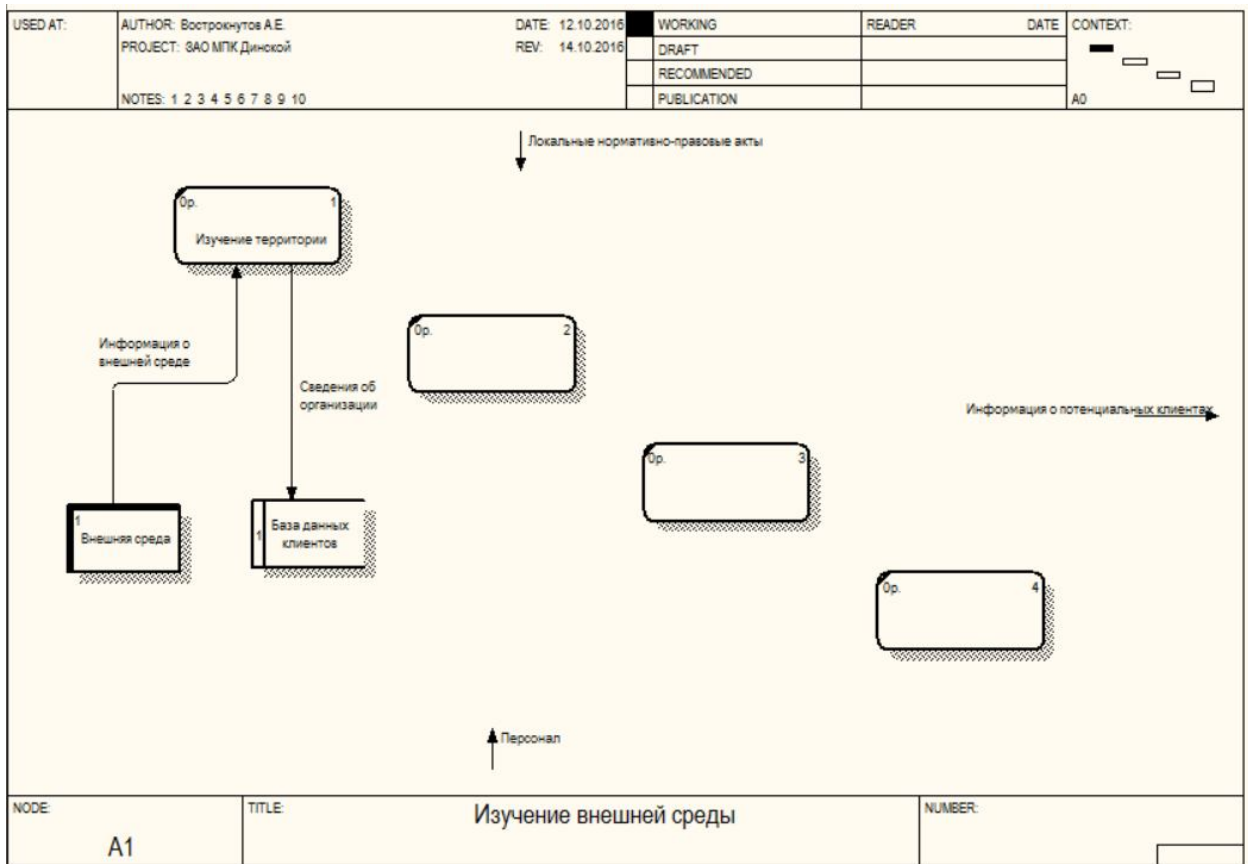 USED AT:
AUTHOR: Вострокнутов А.Е.
DATE: 12.10.2016
WORKING
READER
DATE
CONTEXT:
PROJECT: ЗАО МПК Динской
REV: 14.10.2016
DRAFT
RECOMMENDED
NOTES: 1 2 3 4 5 6 7 8 9 10
PUBLICATION
A0
Локальные нормативно-правовые акты
0р. 1
Изучение территории
0р. 2
Информация о
внешней среде
Сведения об
организации
Информация о потенциальных клиентах
0р. 3
1
Внешняя среда
1
База данных
клиентов
0р. 4
Персонал
NODE:
TITLE:
Изучение внешней среды
NUMBER:
A1